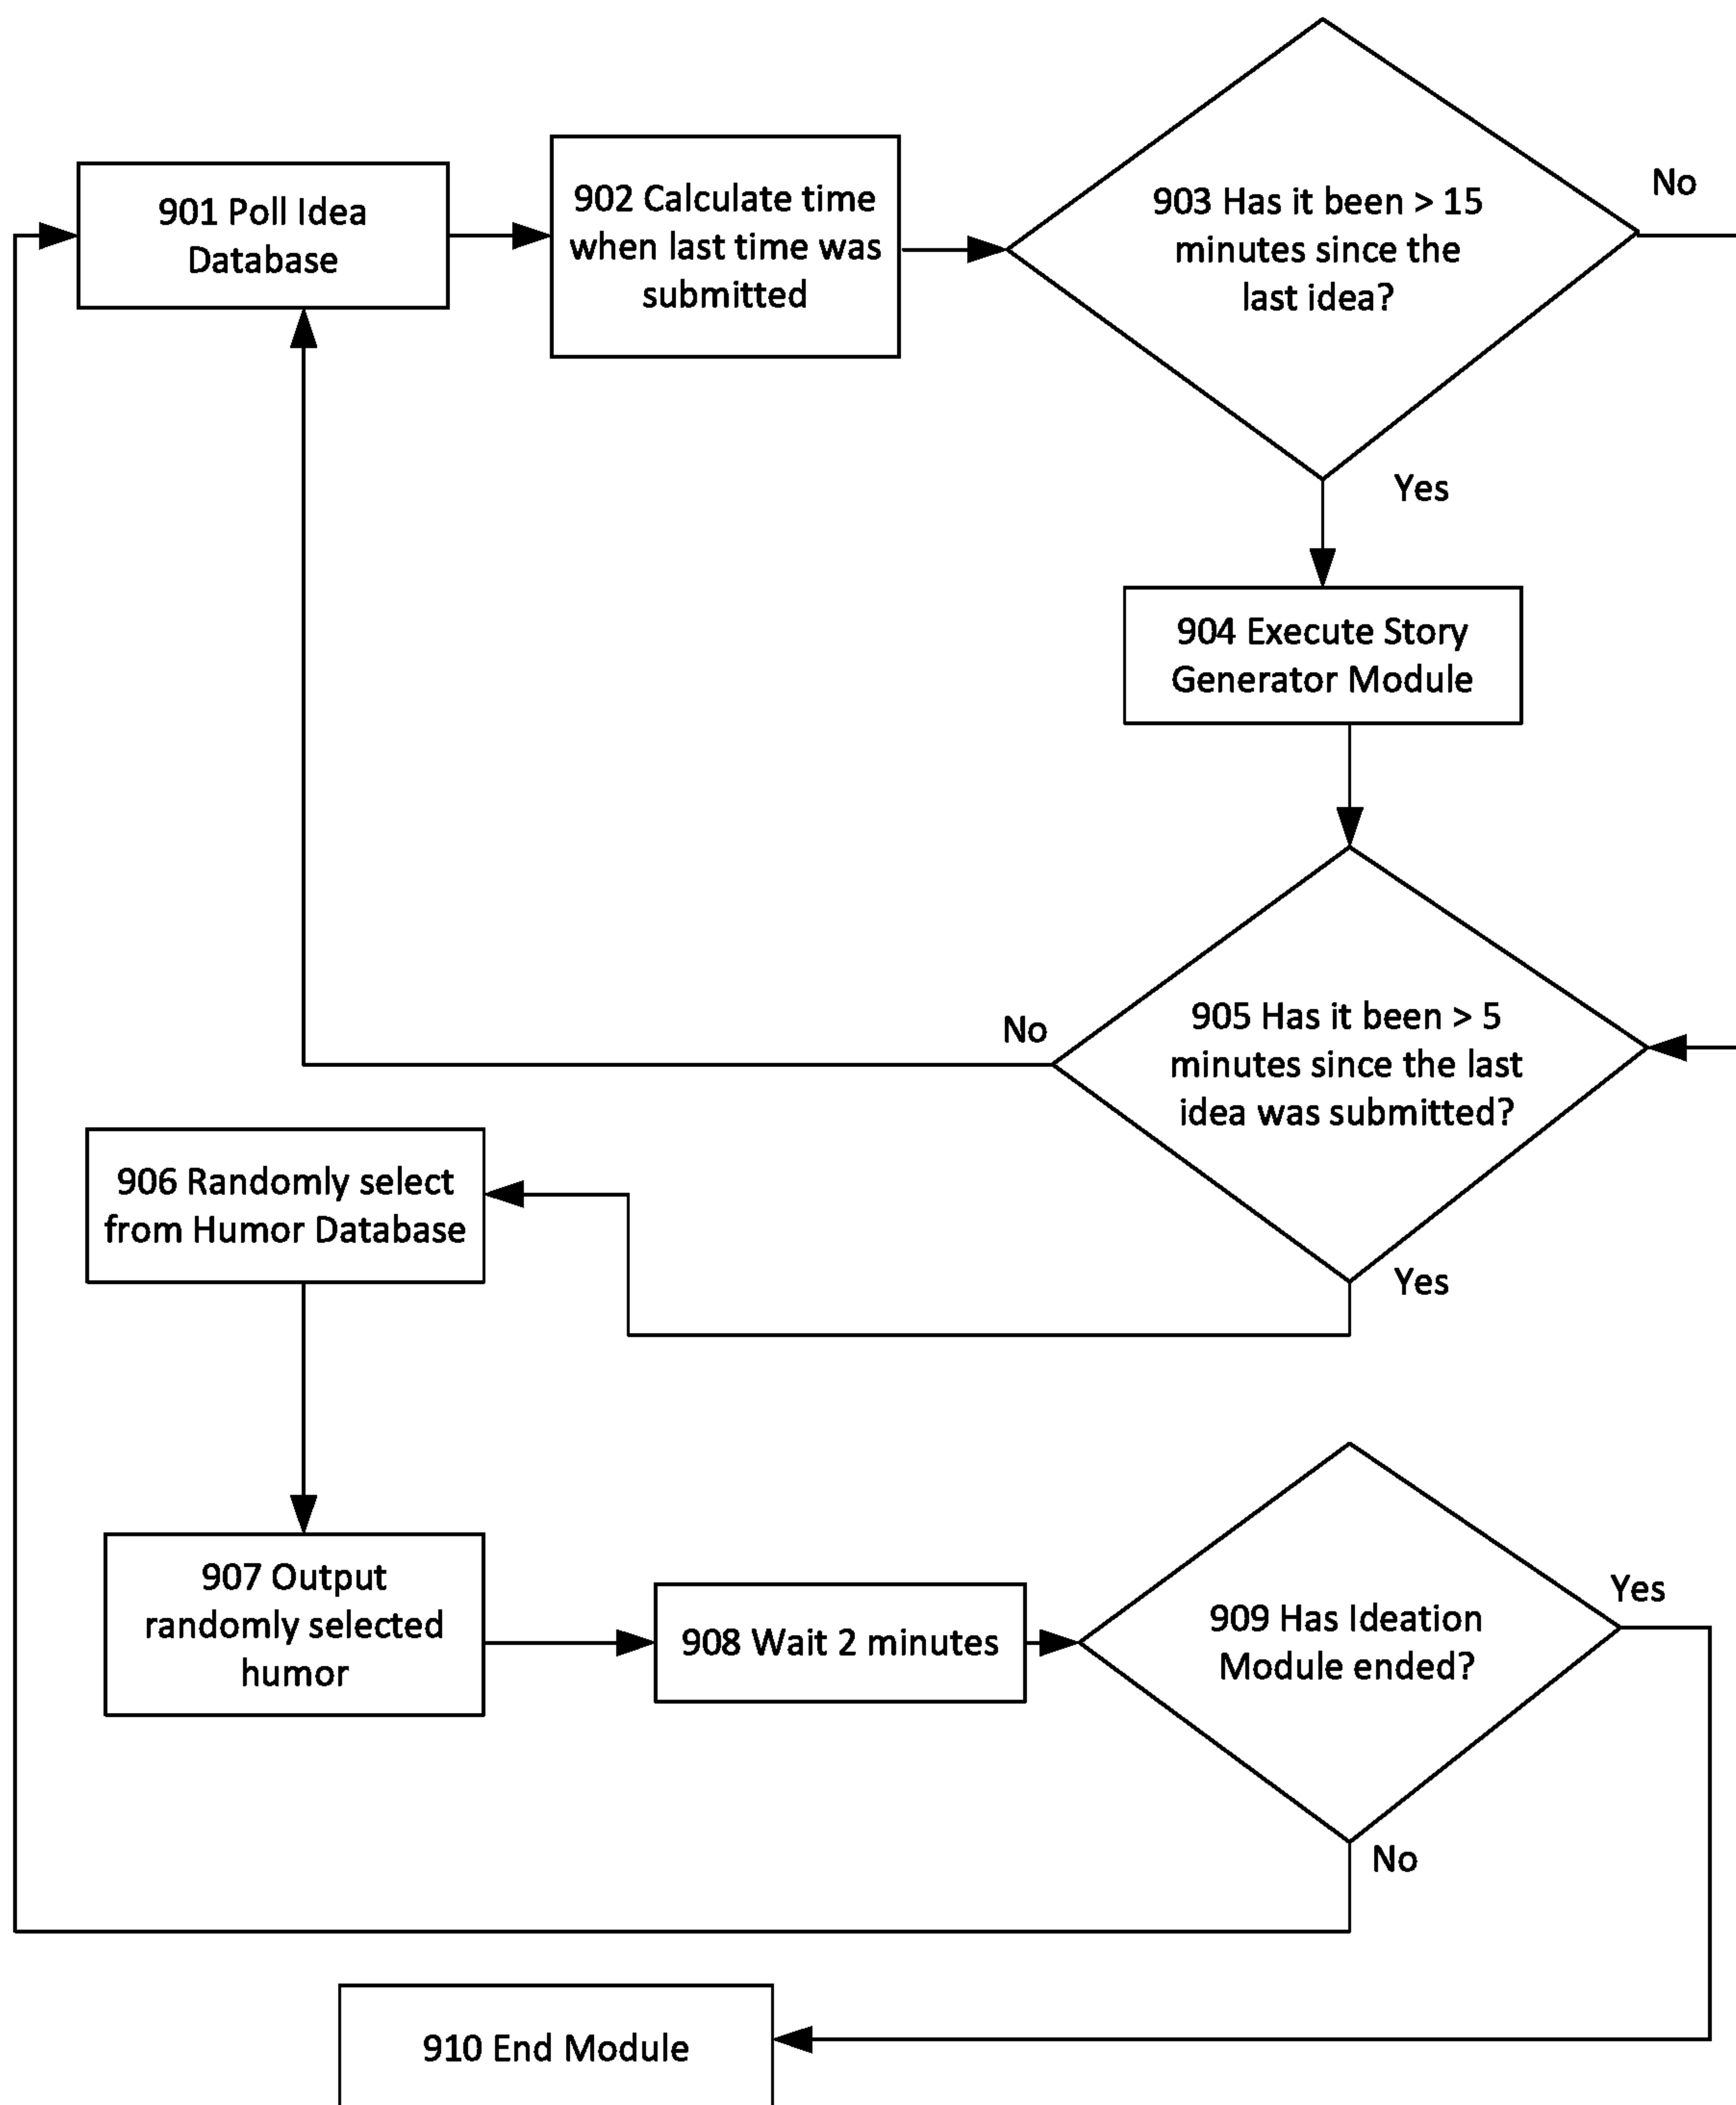 901 Poll Idea
Database
902 Calculate time
when last time was
submitted
903 Has it been > 15
minutes since the
last idea?
No
Yes
904 Execute Story
Generator Module
905 Has it been > 5
minutes since the last
idea was submitted?
No
Yes
906 Randomly select
from Humor Database
907 Output
randomly selected
humor
908 Wait 2 minutes
909 Has Ideation
Module ended?
Yes
No
910 End Module